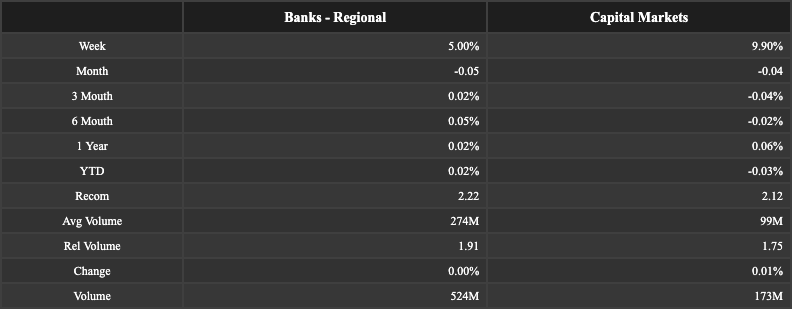 Banks - Regional Capital Markets
Week 5.00% 9.90%
Month -0.05 -0.04
3 Mouth 0.02% -0.04%
6 Mouth 0.05% -0.02%
1 Year 0.02% 0.06%
YTD 0.02% -0.03%
Recom 2.22 2.12
Avg Volume 274M 99M
Rel Volume 1.91 1.75
Change 0.00% 0.01%
Volume 524M 173M